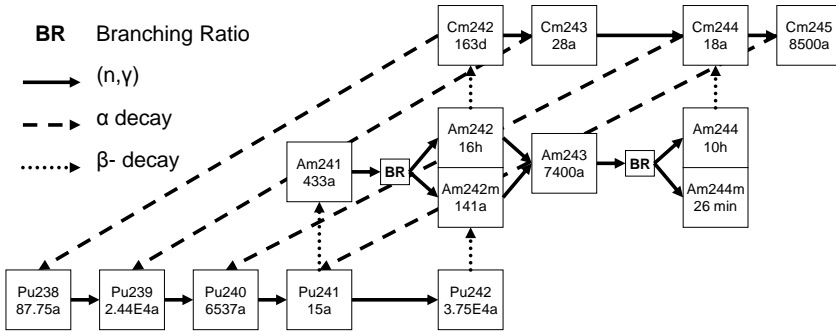 BR Branching Ratio
(n,γ)
α decay
β- decay
Cm242
163d
Cm243
28a
Cm244
18a
Cm245
8500a
Am241
433a
BR
Am242
16h
Am242m
141a
Am243
7400a
BR
Am244
10h
Am244m
26 min
Pu238
87.75a
Pu239
2.44E4a
Pu240
6537a
Pu241
15a
Pu242
3.75E4a